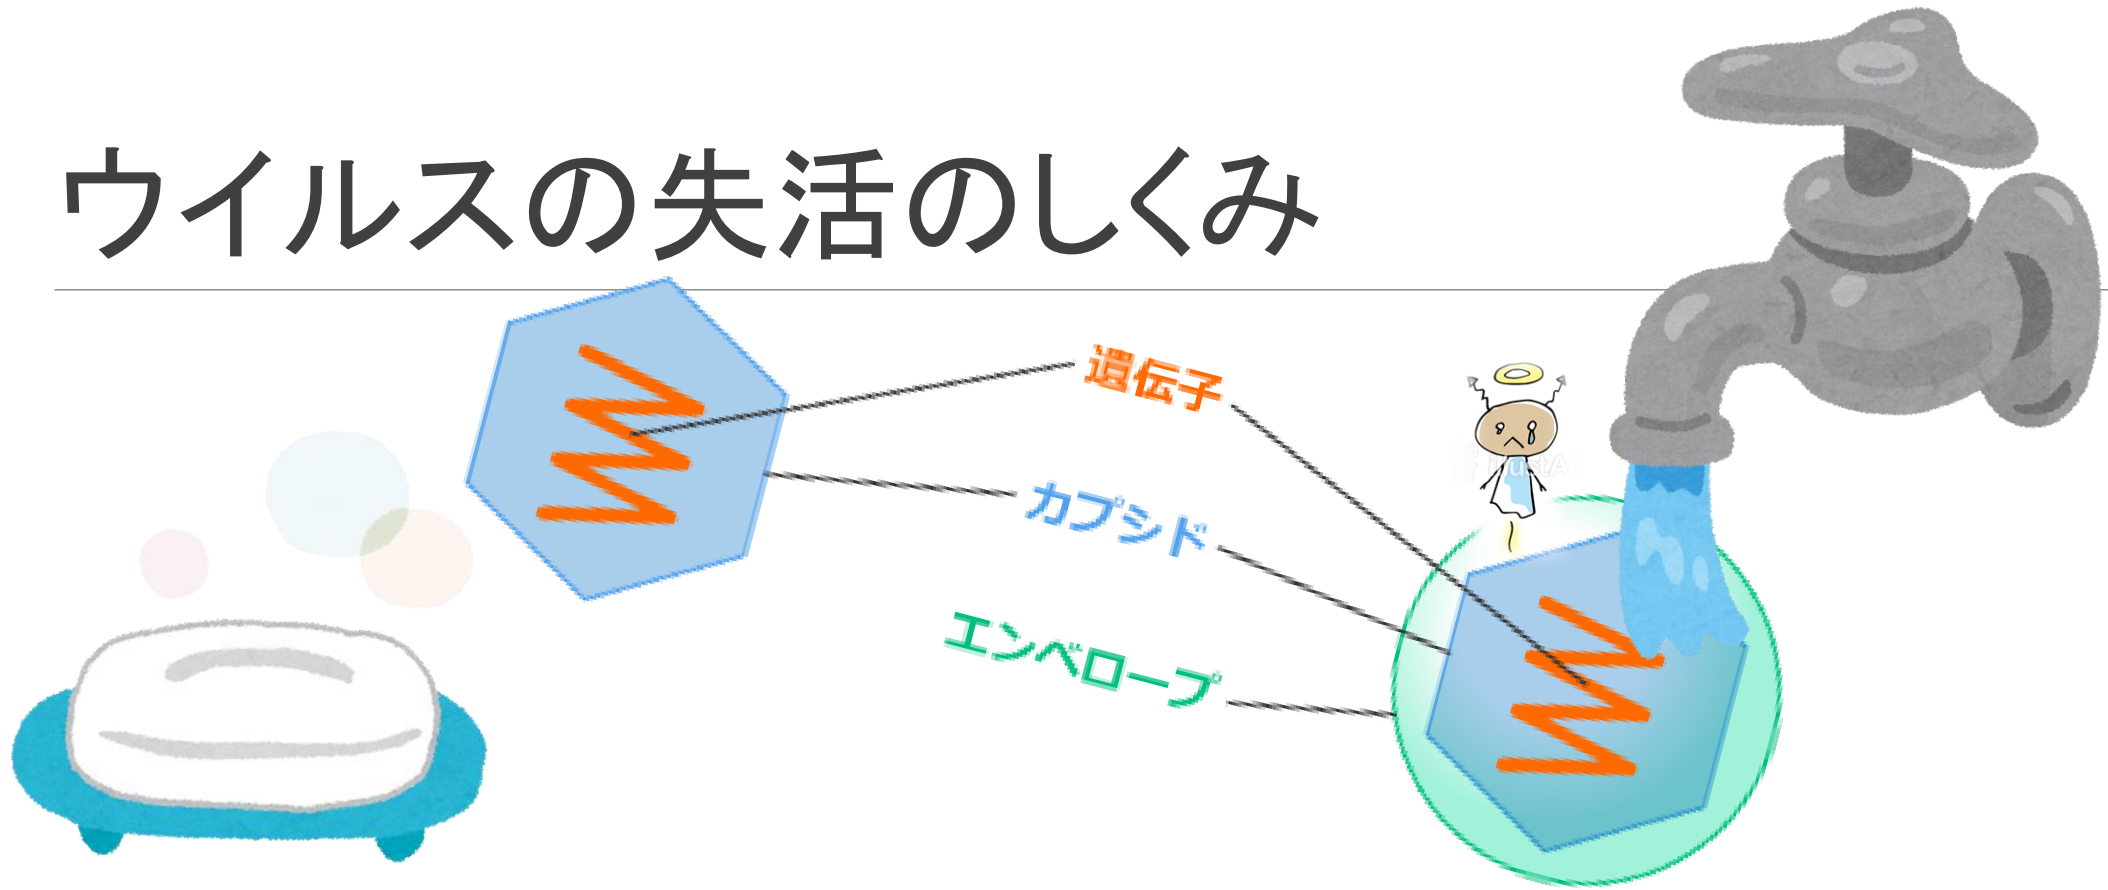 ウイルスの失活のしくみ
遺伝子
カプシド
エンベロープ